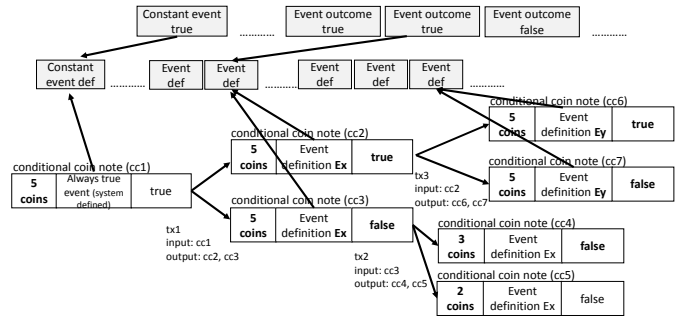 Constant event
true
............
Event outcome
true
Event outcome
true
Event outcome
false
............
Constant
event def
............
Event
def
Event
def
............
Event
def
Event
def
Event
def
............
conditional coin note (cc1)
5
coins
Always true
event (system
defined)
true
tx1
input: cc1
output: cc2, cc3
conditional coin note (cc2)
5
coins
Event
definition Ex
true
conditional coin note (cc3)
5
coins
Event
definition Ex
false
tx3
input: cc2
output: cc6, cc7
tx2
input: cc3
output: cc4, cc5
conditional coin note (cc6)
5
coins
Event
definition Ey
true
conditional coin note (cc7)
5
coins
Event
definition Ey
false
conditional coin note (cc4)
3
coins
Event
definition Ex
false
conditional coin note (cc5)
2
coins
Event
definition Ex
false